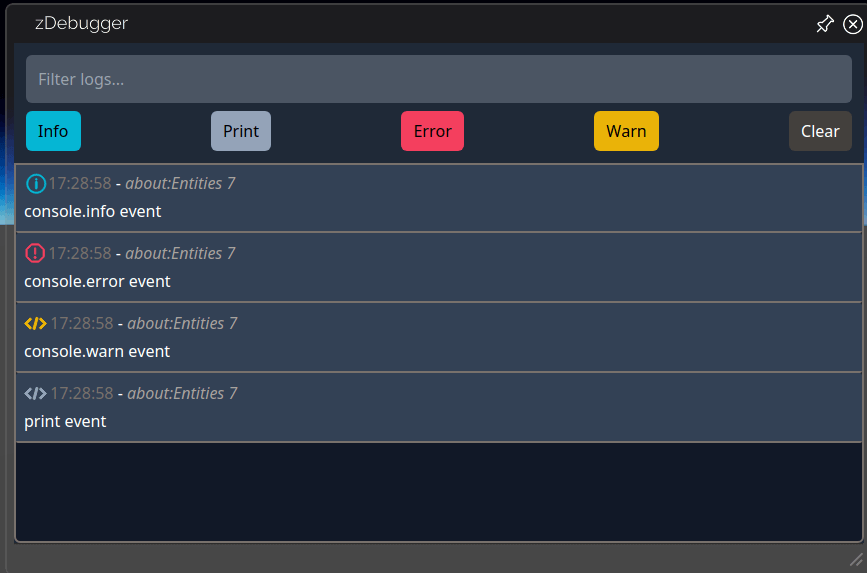 zDebugger
Filter logs...
Info Print Error Warn Clear
17:28:58 - about:Entities 7
console.info event
17:28:58 - about:Entities 7
console.error event
17:28:58 - about:Entities 7
console.warn event
17:28:58 - about:Entities 7
print event